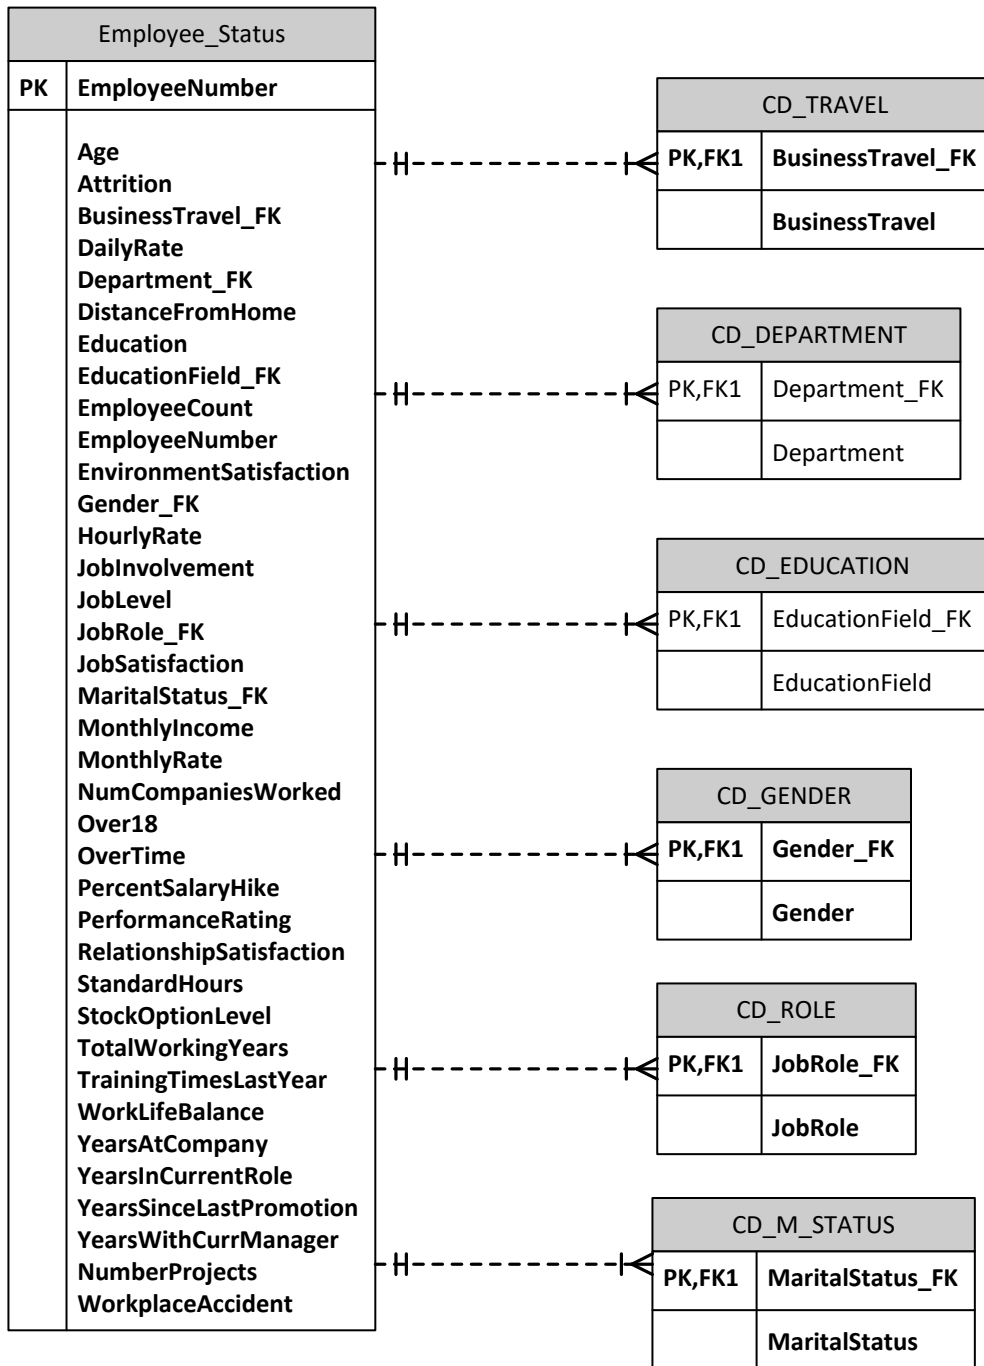 Employee_Status
PK EmployeeNumber
Age
Attrition
BusinessTravel_FK
DailyRate
Department_FK
DistanceFromHome
Education
EducationField_FK
EmployeeCount
EmployeeNumber
EnvironmentSatisfaction
Gender_FK
HourlyRate
JobInvolvement
JobLevel
JobRole_FK
JobSatisfaction
MaritalStatus_FK
MonthlyIncome
MonthlyRate
NumCompaniesWorked
Over18
OverTime
PercentSalaryHike
PerformanceRating
RelationshipSatisfaction
StandardHours
StockOptionLevel
TotalWorkingYears
TrainingTimesLastYear
WorkLifeBalance
YearsAtCompany
YearsInCurrentRole
YearsSinceLastPromotion
YearsWithCurrManager
NumberProjects
WorkplaceAccident
CD_TRAVEL
PK,FK1 BusinessTravel_FK
BusinessTravel
CD_DEPARTMENT
PK,FK1 Department_FK
Department
CD_EDUCATION
PK,FK1 EducationField_FK
EducationField
CD_GENDER
PK,FK1 Gender_FK
Gender
CD_ROLE
PK,FK1 JobRole_FK
JobRole
CD_M_STATUS
PK,FK1 MaritalStatus_FK
MaritalStatus